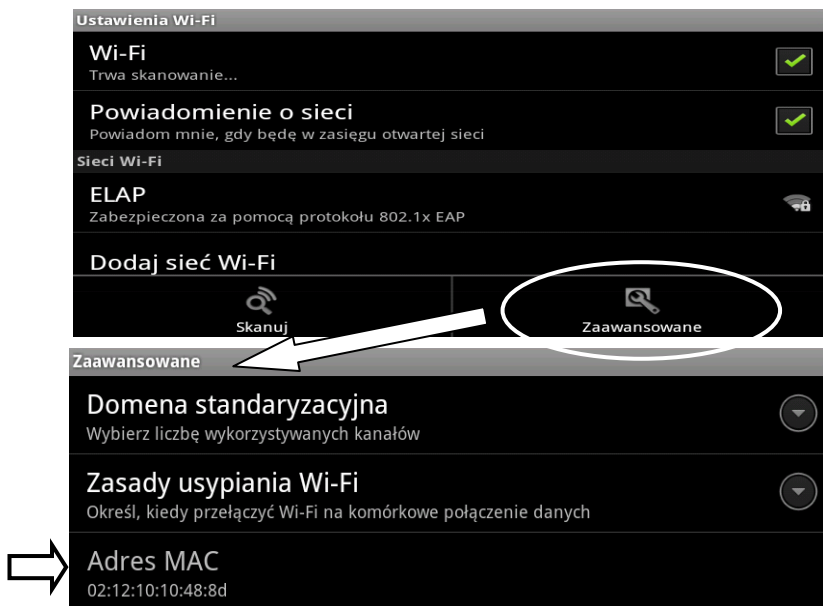 Ustawienia Wi-Fi
Wi-Fi
Trwa skanowanie...
Powiadomienie o sieci
Powiadom mnie, gdy będę w zasięgu otwartej sieci
Sieci Wi-Fi
ELAP
Zabezpieczona za pomocą protokołu 802.1x EAP
Dodaj sieć Wi-Fi
Skanuj Zaawansowane
Zaawansowane
Domena standaryzacyjna
Wybierz liczbę wykorzystywanych kanałów
Zasady usypiania Wi-Fi
Określ, kiedy przełączyć Wi-Fi na komórkowe połączenie danych
Adres MAC
02:12:10:10:48:8d